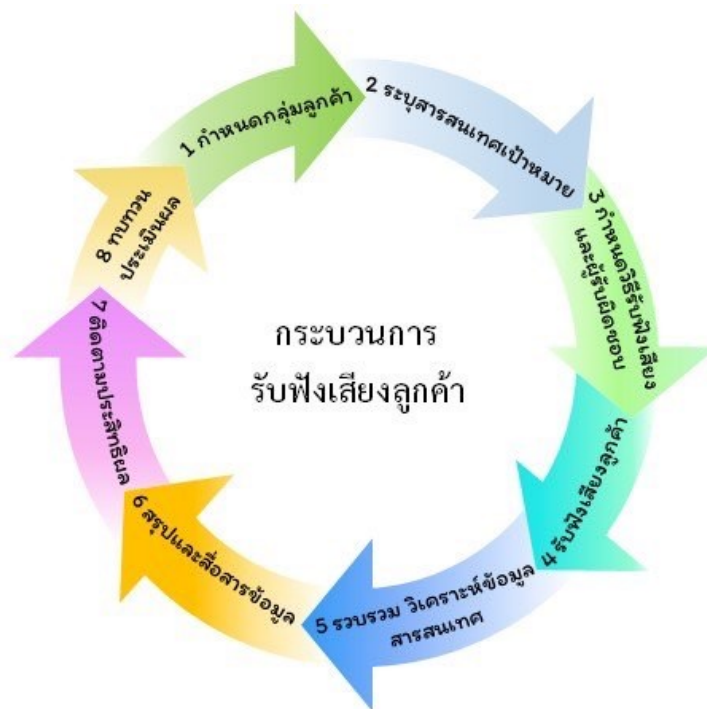 กระบวนการ
รับฟังเสียงลูกค้า
1 กำหนดกลุ่มลูกค้า
2 ระบุสารสนเทศเป้าหมาย
3 กำหนดวิธีรับฟังเสียง
และผู้รับผิดชอบ
4 รับฟังเสียงลูกค้า
5 รวบรวม วิเคราะห์ข้อมูล
สารสนเทศ
6 สรุปและสื่อสารข้อมูล
7 ติดตามประสิทธิผล
8 ทบทวน
ประเมินผล